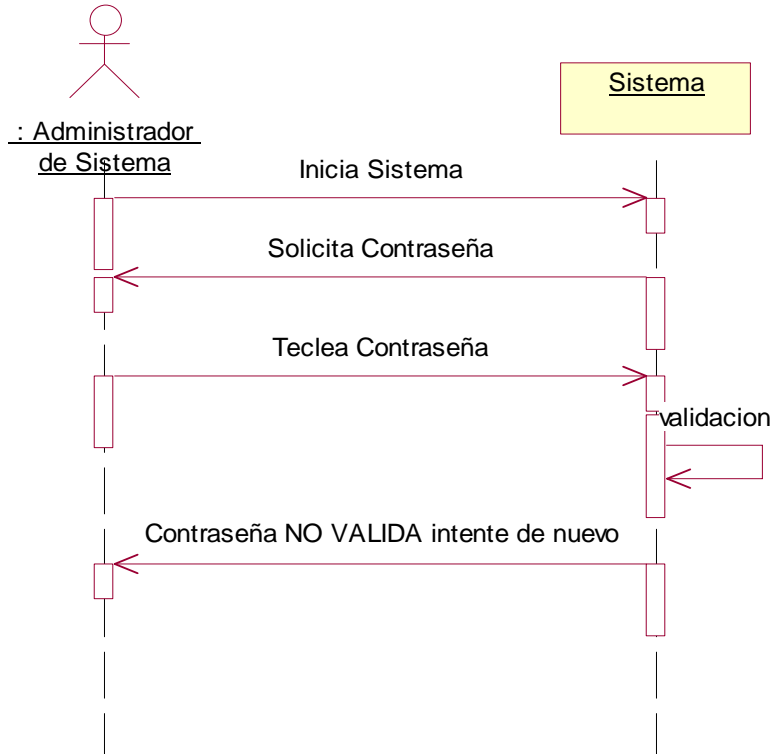 Sistema
: Administrador
de Sistema
Inicia Sistema
Solicita Contraseña
Teclea Contraseña
validacion
Contraseña NO VALIDA intente de nuevo